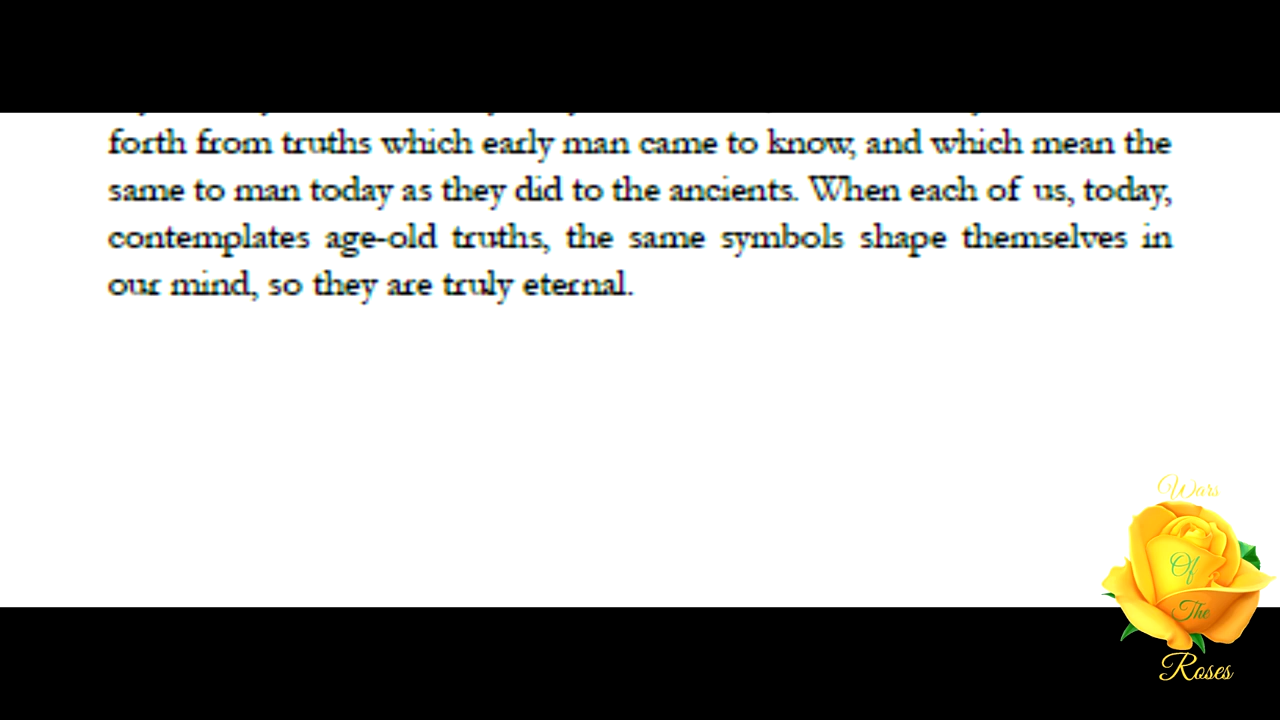 forth from truths which early man came to know, and which mean the
same to man today as they did to the ancients. When each of us, today,
contemplates age-old truths, the same symbols shape themselves in
our mind, so they are truly eternal.
Wars
Of
The
Roses